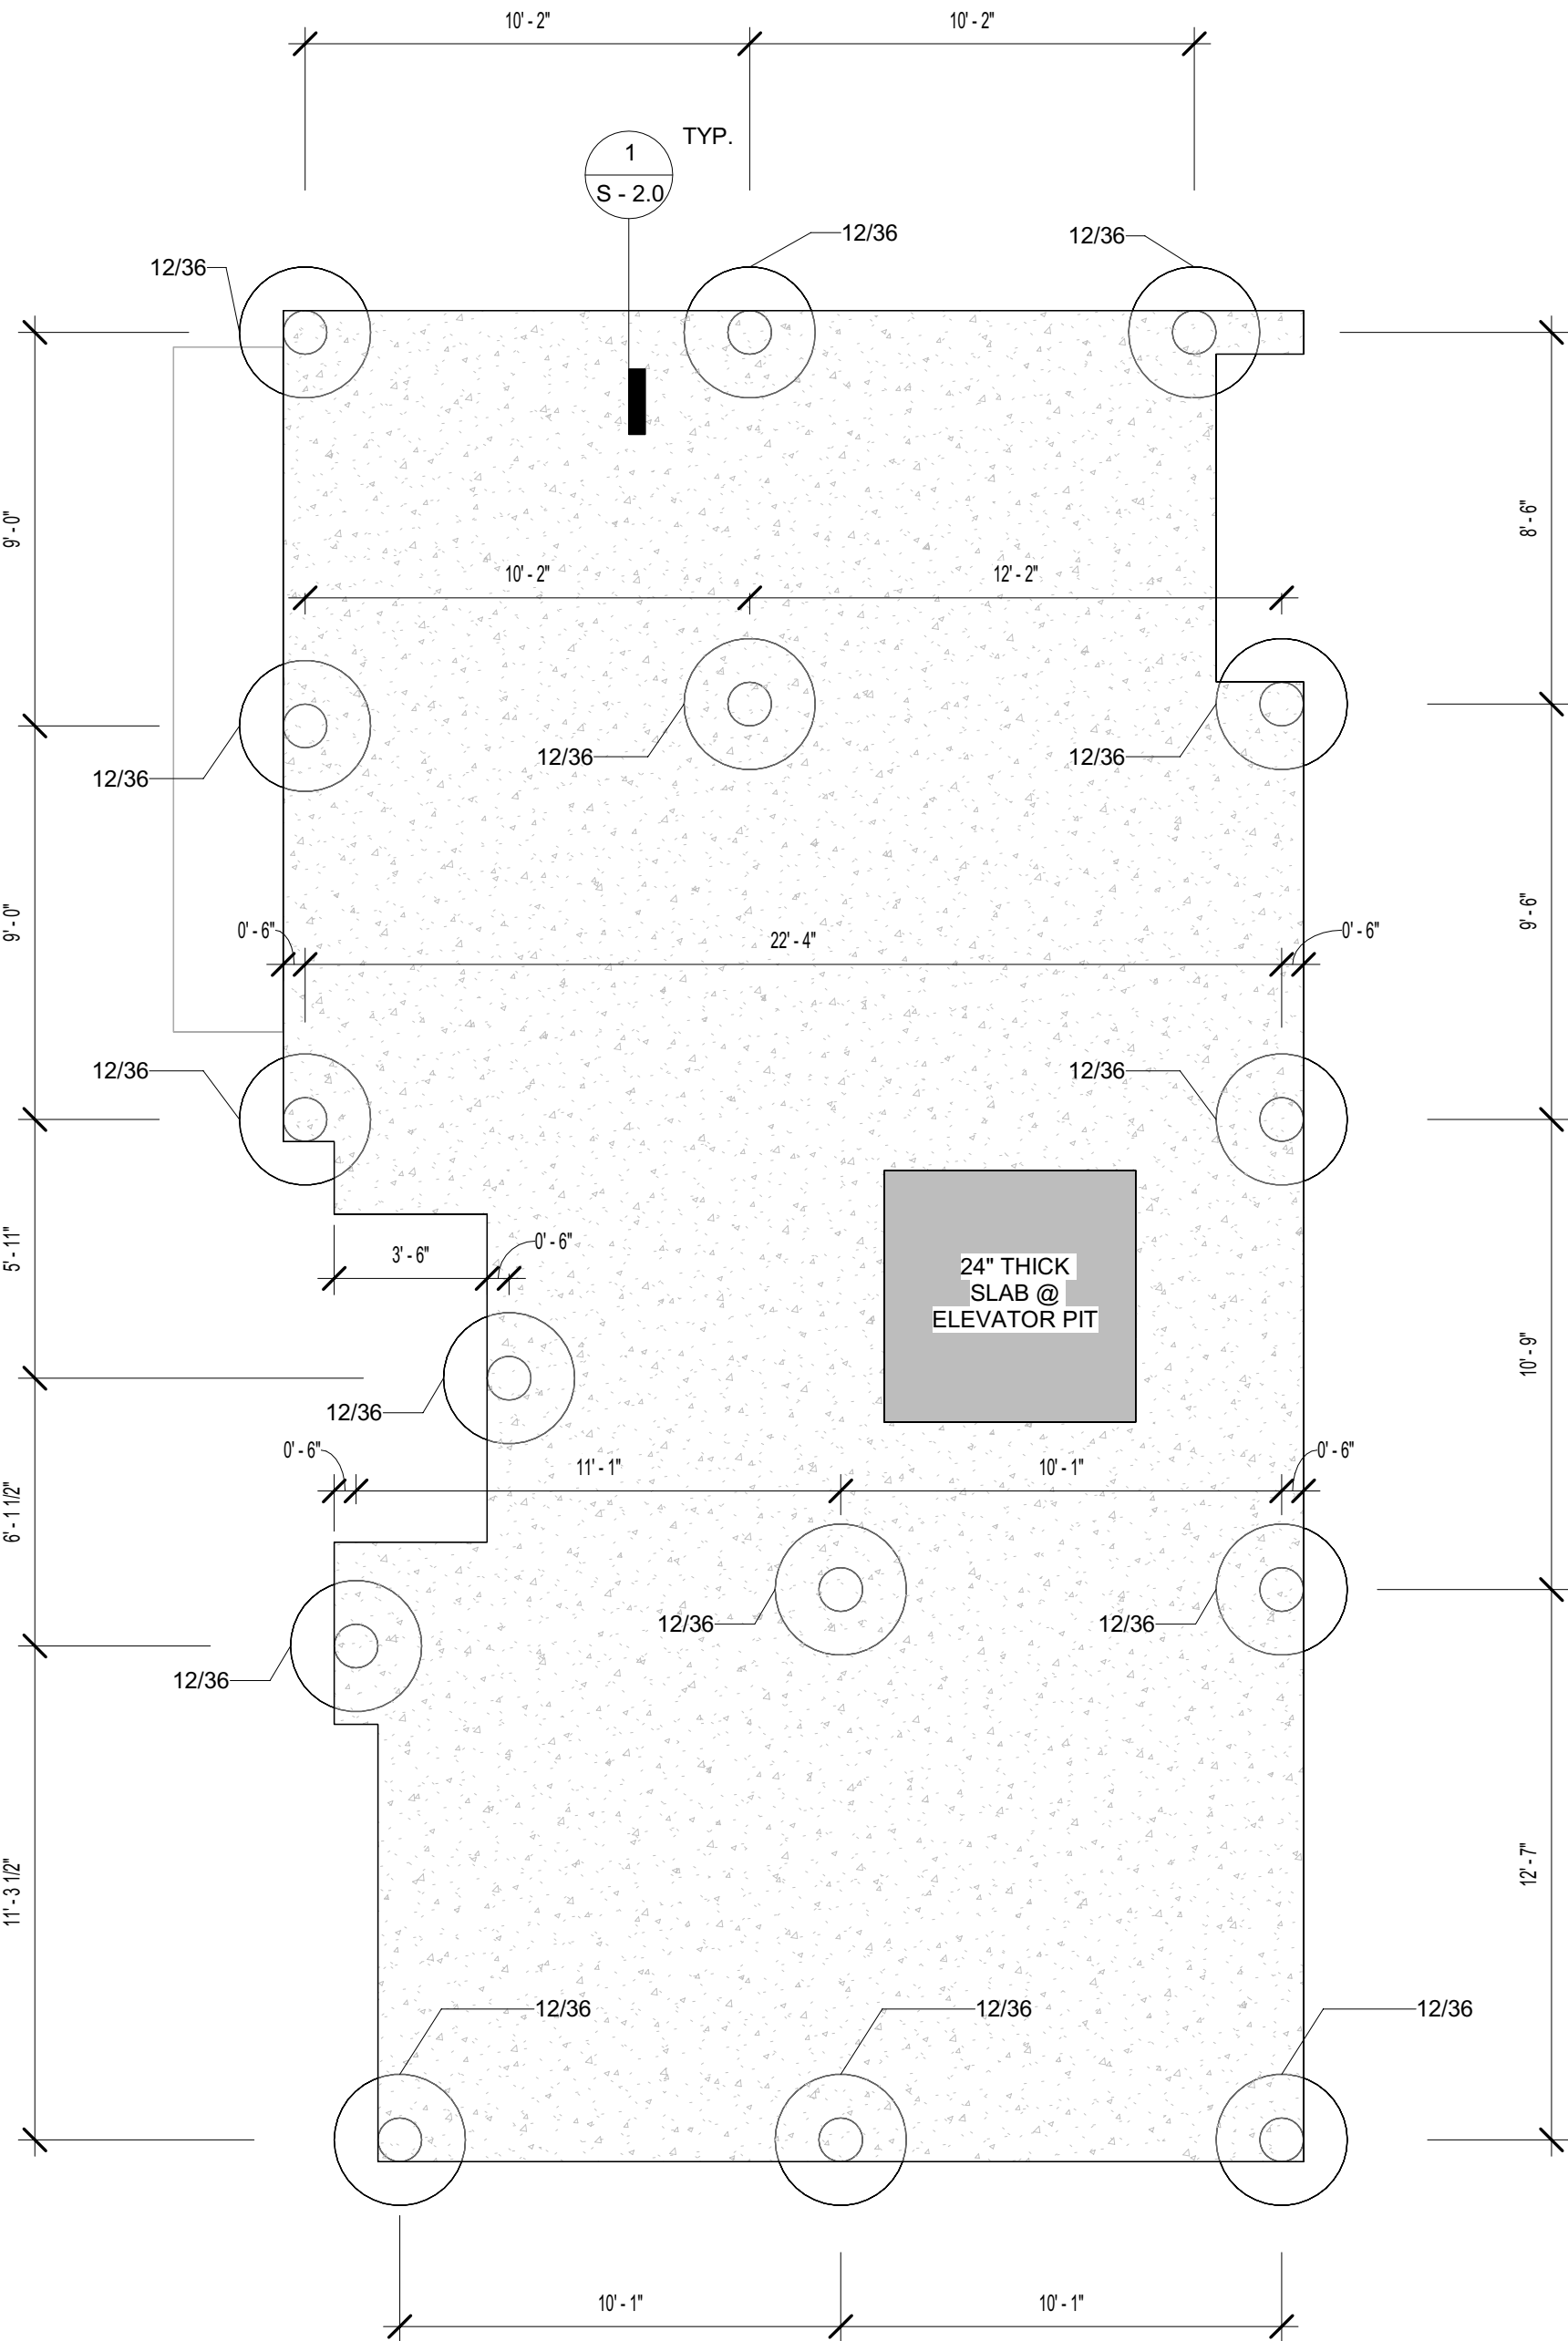 10' - 2"
10' - 2"
TYP.
1
S - 2.0
12/36
12/36
12/36
9' - 0"
8' - 6"
10' - 2"
12' - 2"
12/36
12/36
12/36
9' - 0"
0' - 6"
22' - 4"
0' - 6"
9' - 6"
12/36
12/36
5' - 11"
3' - 6"
0' - 6"
24" THICK
SLAB @
ELEVATOR PIT
10' - 9"
12/36
0' - 6"
11' - 1"
10' - 1"
0' - 6"
6' - 1 1/2"
12/36
12/36
12/36
11' - 3 1/2"
12' - 7"
12/36
12/36
12/36
10' - 1"
10' - 1"